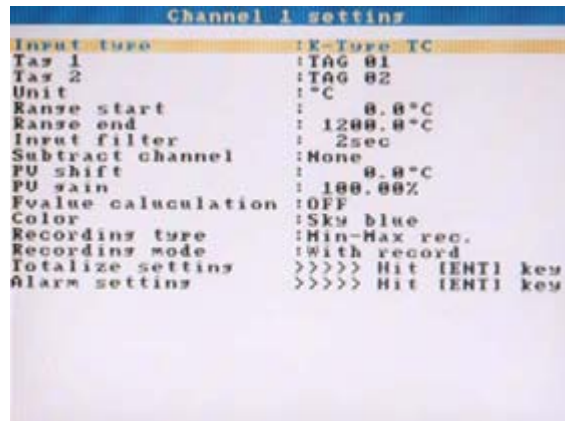 Channel 1 setting
Input type :K-Type TC
Tag 1 :TAG 01
Tag 2 :TAG 02
Unit :°C
Range start : 0.0°C
Range end : 1200.0°C
Input filter : 2sec
Subtract channel :None
PV shift : 0.0°C
PV gain : 100.00%
Fvalue caluculation :OFF
Color :Sky blue
Recording type :Min-Max rec.
Recording mode :With record
Totalize setting >>>>> Hit [ENT] key
Alarm setting >>>>> Hit [ENT] key